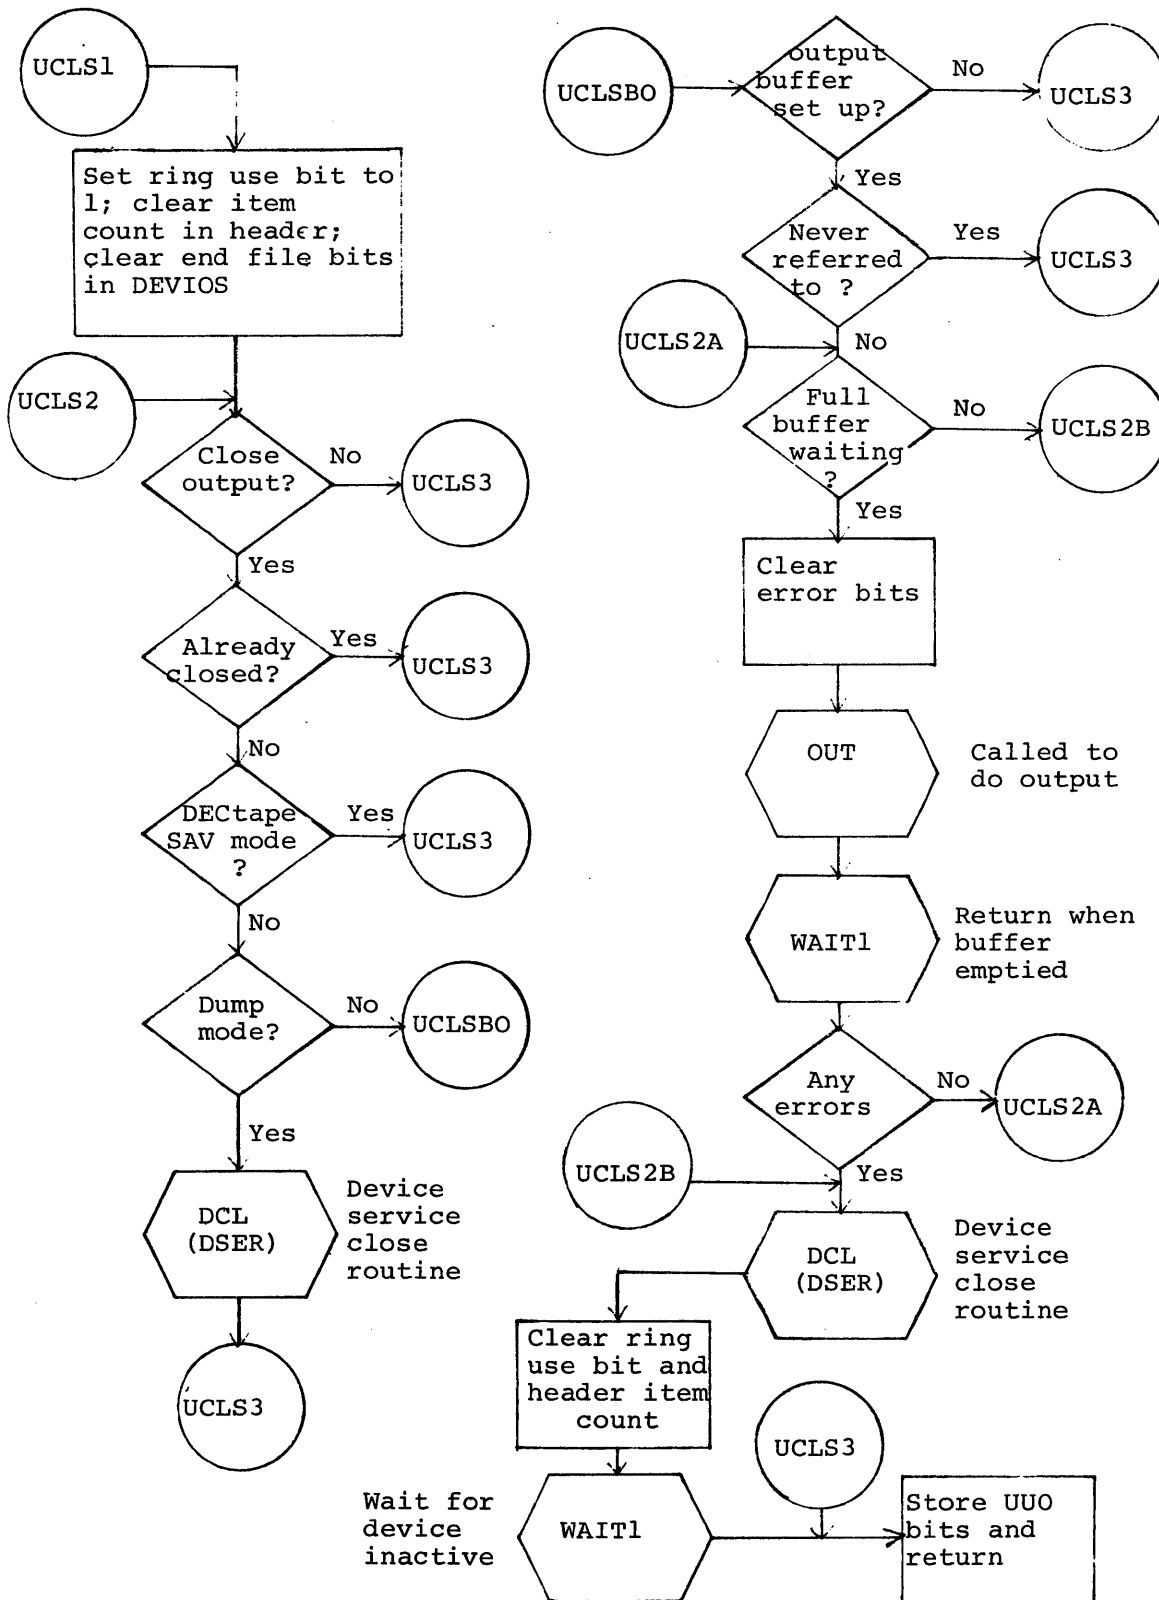 UCLS1
Set ring use bit to
1; clear item
count in header;
clear end file bits
in DEVIOS
UCLS2
Close
output?
No
UCLS3
Yes
Already
closed?
Yes
UCLS3
No
DECtape
SAV mode
?
Yes
UCLS3
No
Dump
mode?
No
UCLSBO
Yes
DCL
(DSER)
Device
service
close
routine
UCLS3
UCLSBO
output
buffer
set up?
No
UCLS3
Yes
Never
referred
to ?
Yes
UCLS3
UCLS2A
No
Full
buffer
waiting
?
No
UCLS2B
Yes
Clear
error bits
OUT
Called to
do output
WAIT1
Return when
buffer
emptied
Any
errors
No
UCLS2A
UCLS2B
Yes
DCL
(DSER)
Device
service
close
routine
Clear ring
use bit and
header item
count
UCLS3
Wait for
device
inactive
WAIT1
Store UUO
bits and
return